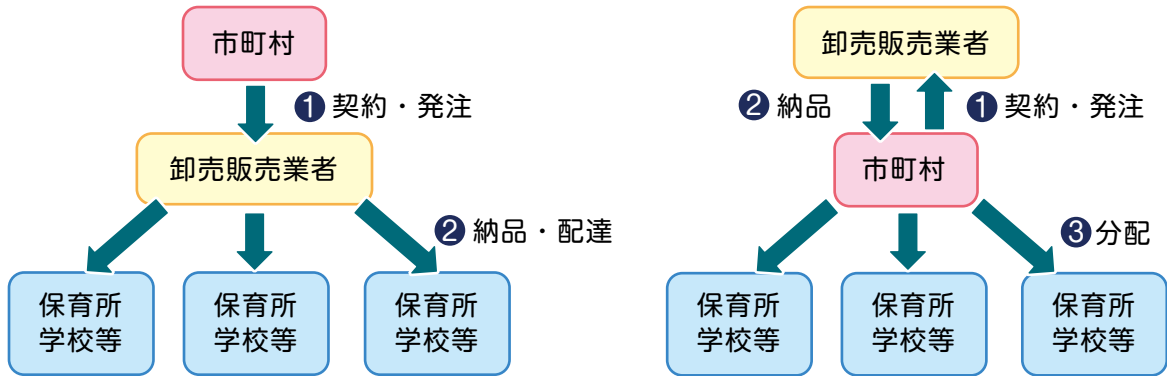 市町村
❶ 契約・発注
卸売販売業者
❷ 納品・配達
保育所
学校等
保育所
学校等
保育所
学校等
卸売販売業者
❷ 納品
❶ 契約・発注
市町村
❸ 分配
保育所
学校等
保育所
学校等
保育所
学校等